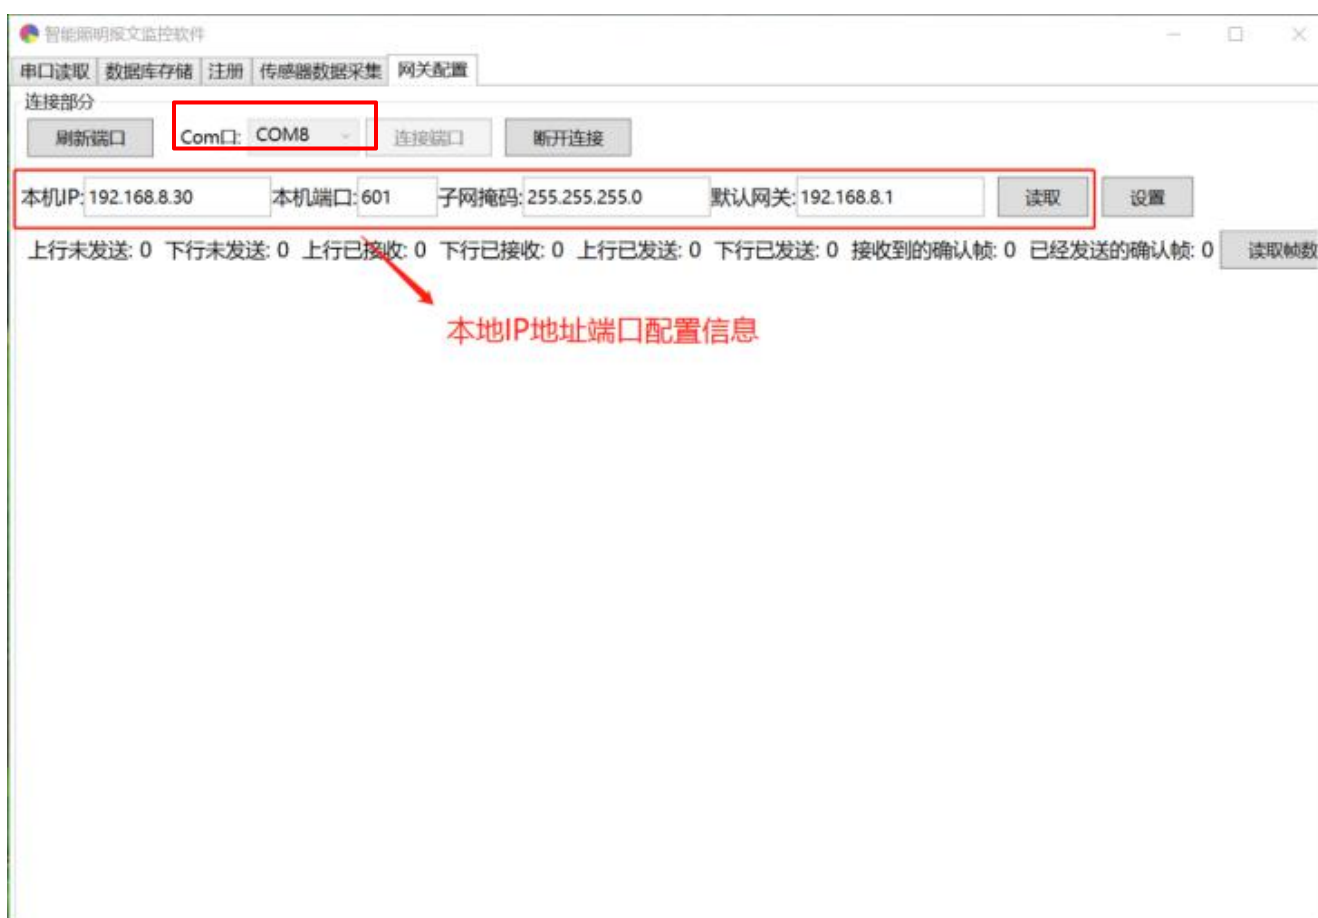 智能照明报文监控软件
串口读取 数据库存储 注册 传感器数据采集 网关配置
连接部分
刷新端口 Com口: COM8 连接端口 断开连接
本机IP: 192.168.8.30 本机端口: 601 子网掩码: 255.255.255.0 默认网关: 192.168.8.1 读取 设置
上行未发送: 0 下行未发送: 0 上行已接收: 0 下行已接收: 0 上行已发送: 0 下行已发送: 0 接收到的确认帧: 0 已经发送的确认帧: 0 读取帧数
本地IP地址端口配置信息